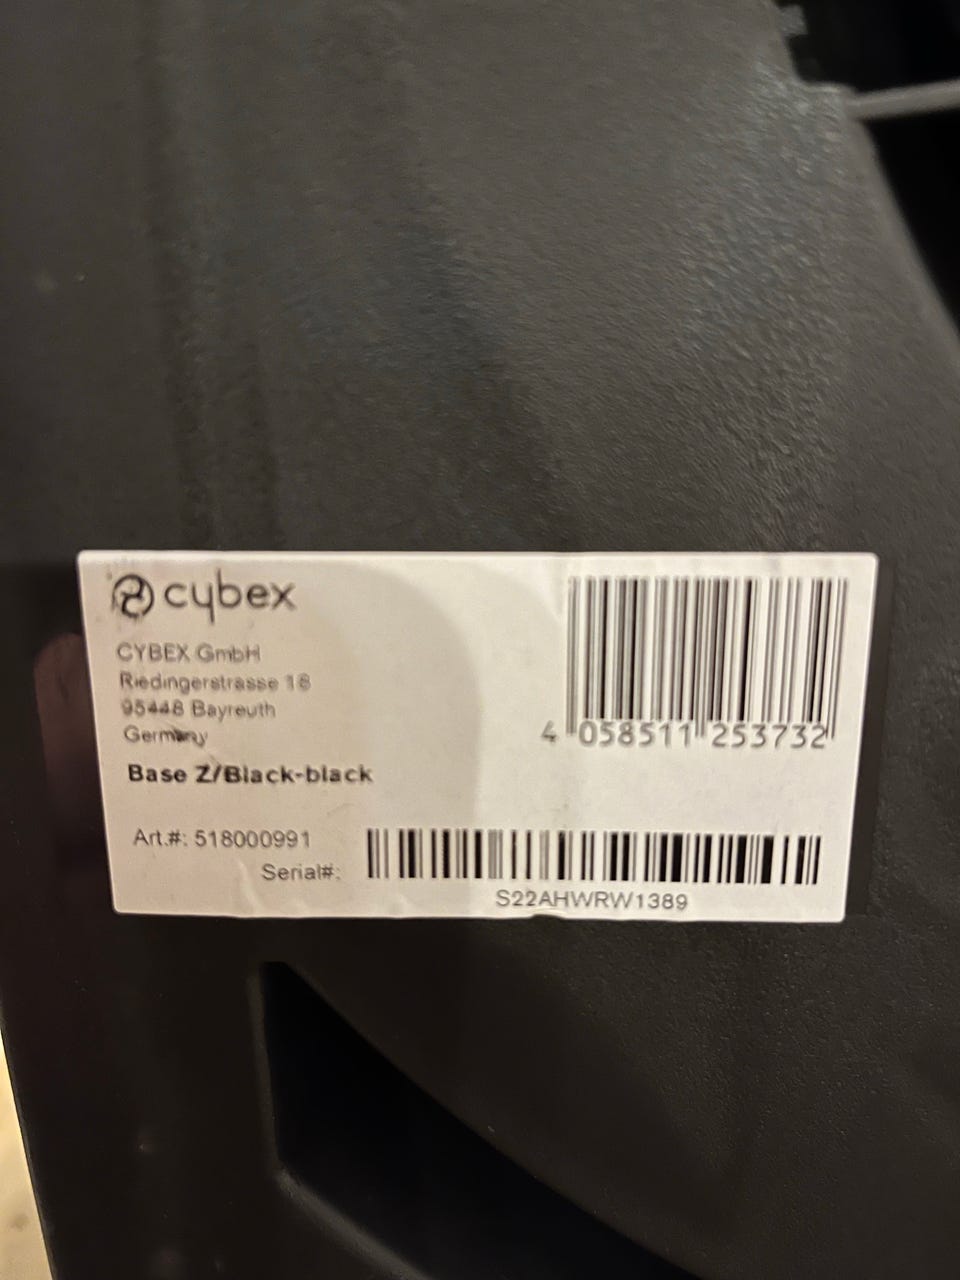 cybex
CYBEX GmbH
Riedingerstrasse 18
95448 Bayreuth
Germany
Base Z/Black-black
4 058511 253732
Art.#: 518000991
Serial#:
S22AHWRW1389